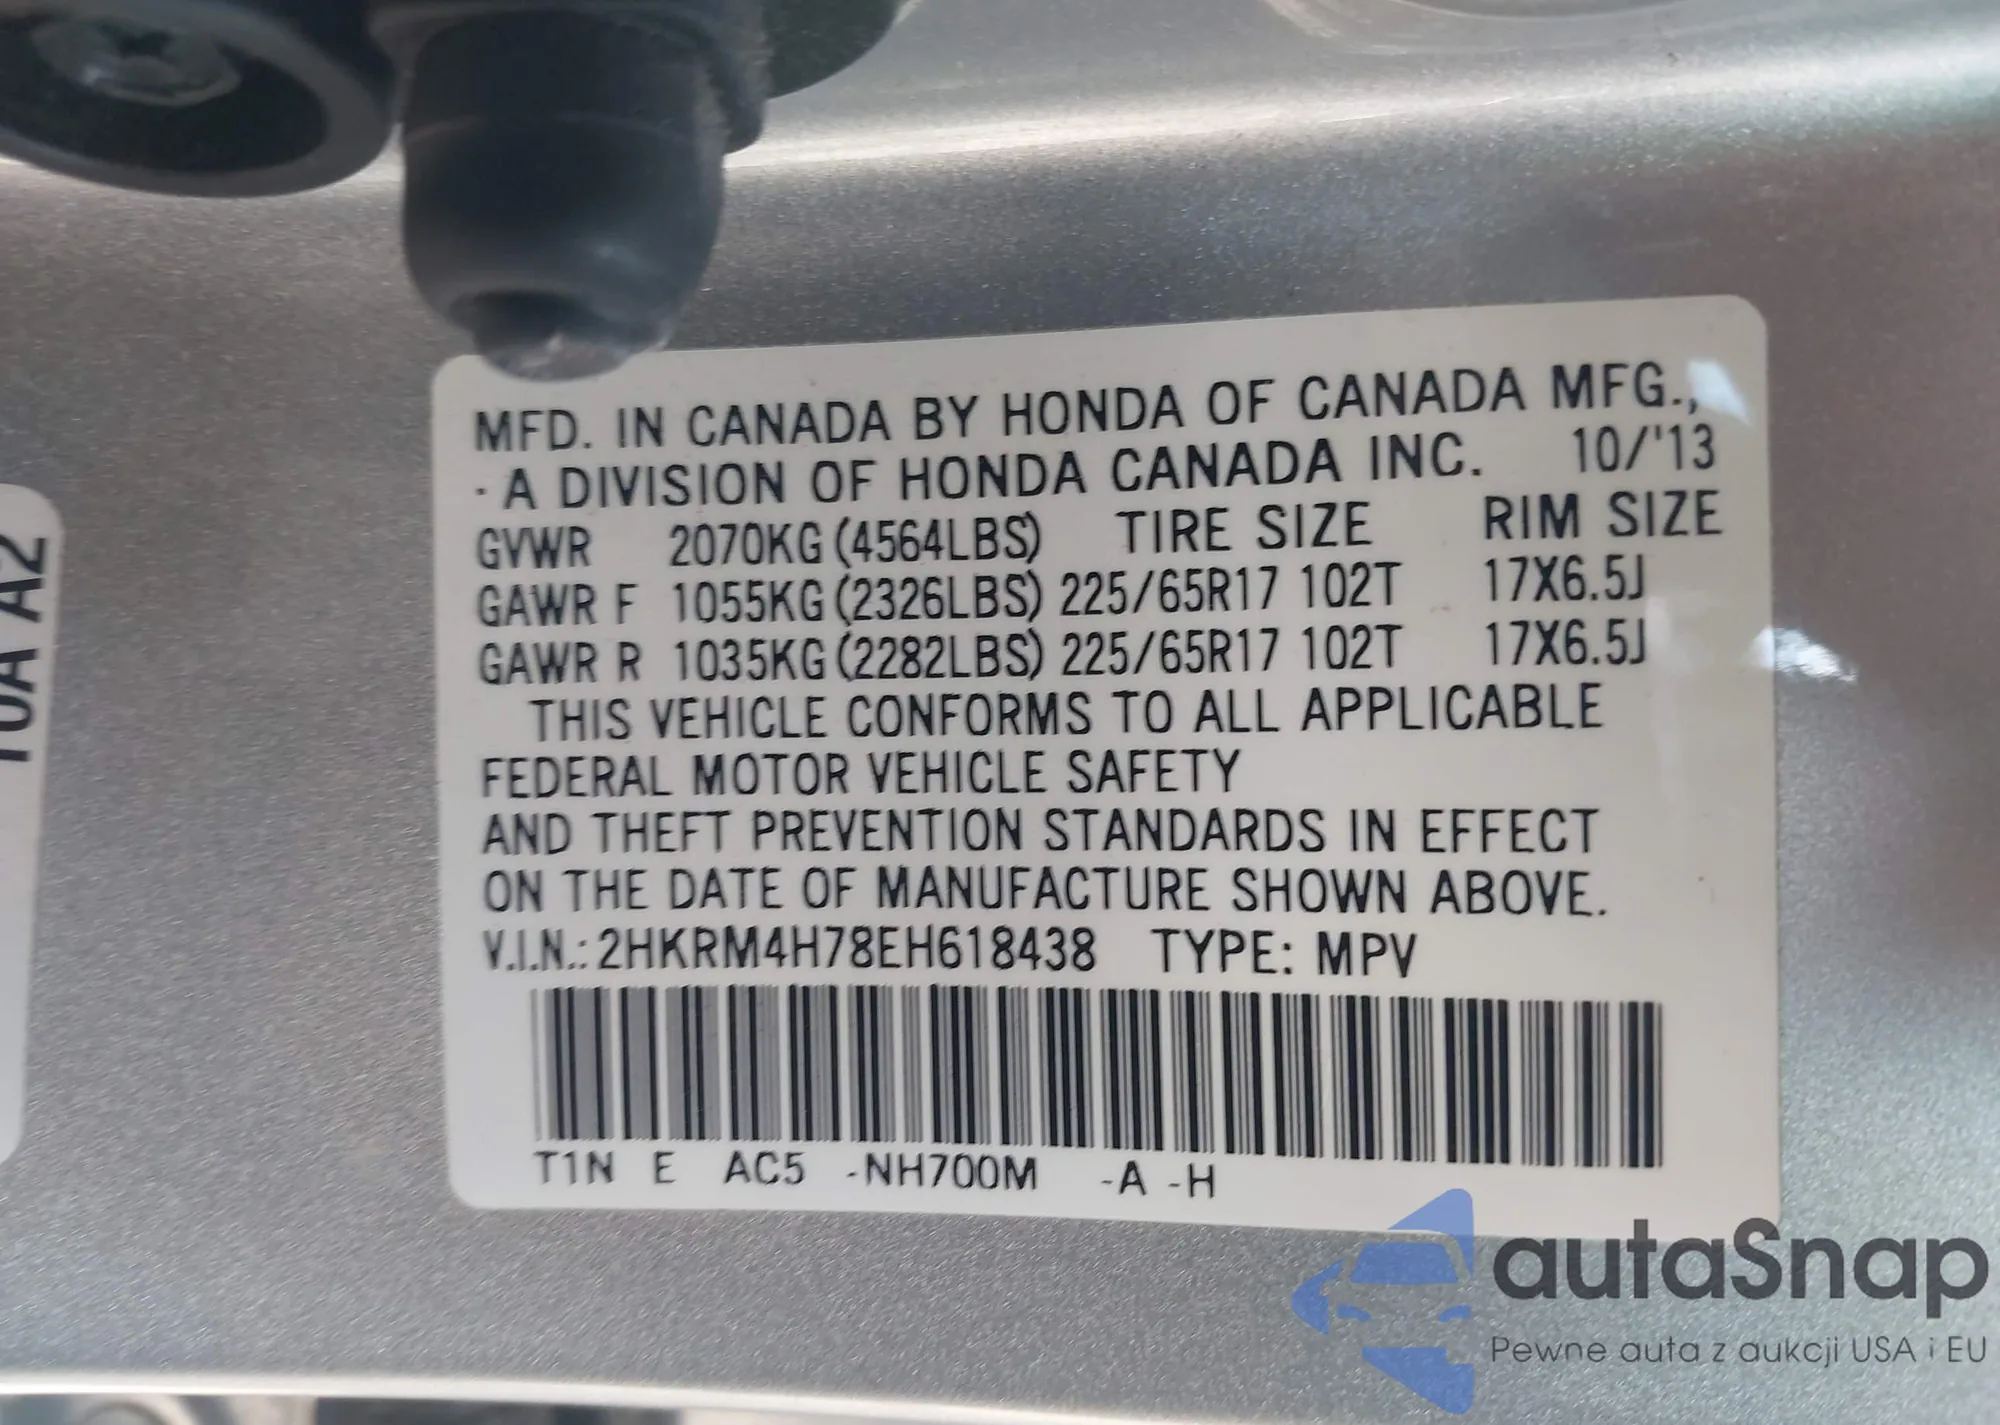 MFD. IN CANADA BY HONDA OF CANADA MFG.,
- A DIVISION OF HONDA CANADA INC. 10/'13
GVWR 2070KG (4564LBS) TIRE SIZE RIM SIZE
GAWR F 1055KG (2326LBS) 225/65R17 102T 17X6.5J
GAWR R 1035KG (2282LBS) 225/65R17 102T 17X6.5J
THIS VEHICLE CONFORMS TO ALL APPLICABLE
FEDERAL MOTOR VEHICLE SAFETY
AND THEFT PREVENTION STANDARDS IN EFFECT
ON THE DATE OF MANUFACTURE SHOWN ABOVE.
V.I.N.: 2HKRM4H78EH618438 TYPE: MPV
T1N E AC5 -NH700M -A -H
A2
autaSnap
Pewne auta z aukcji USA i EU